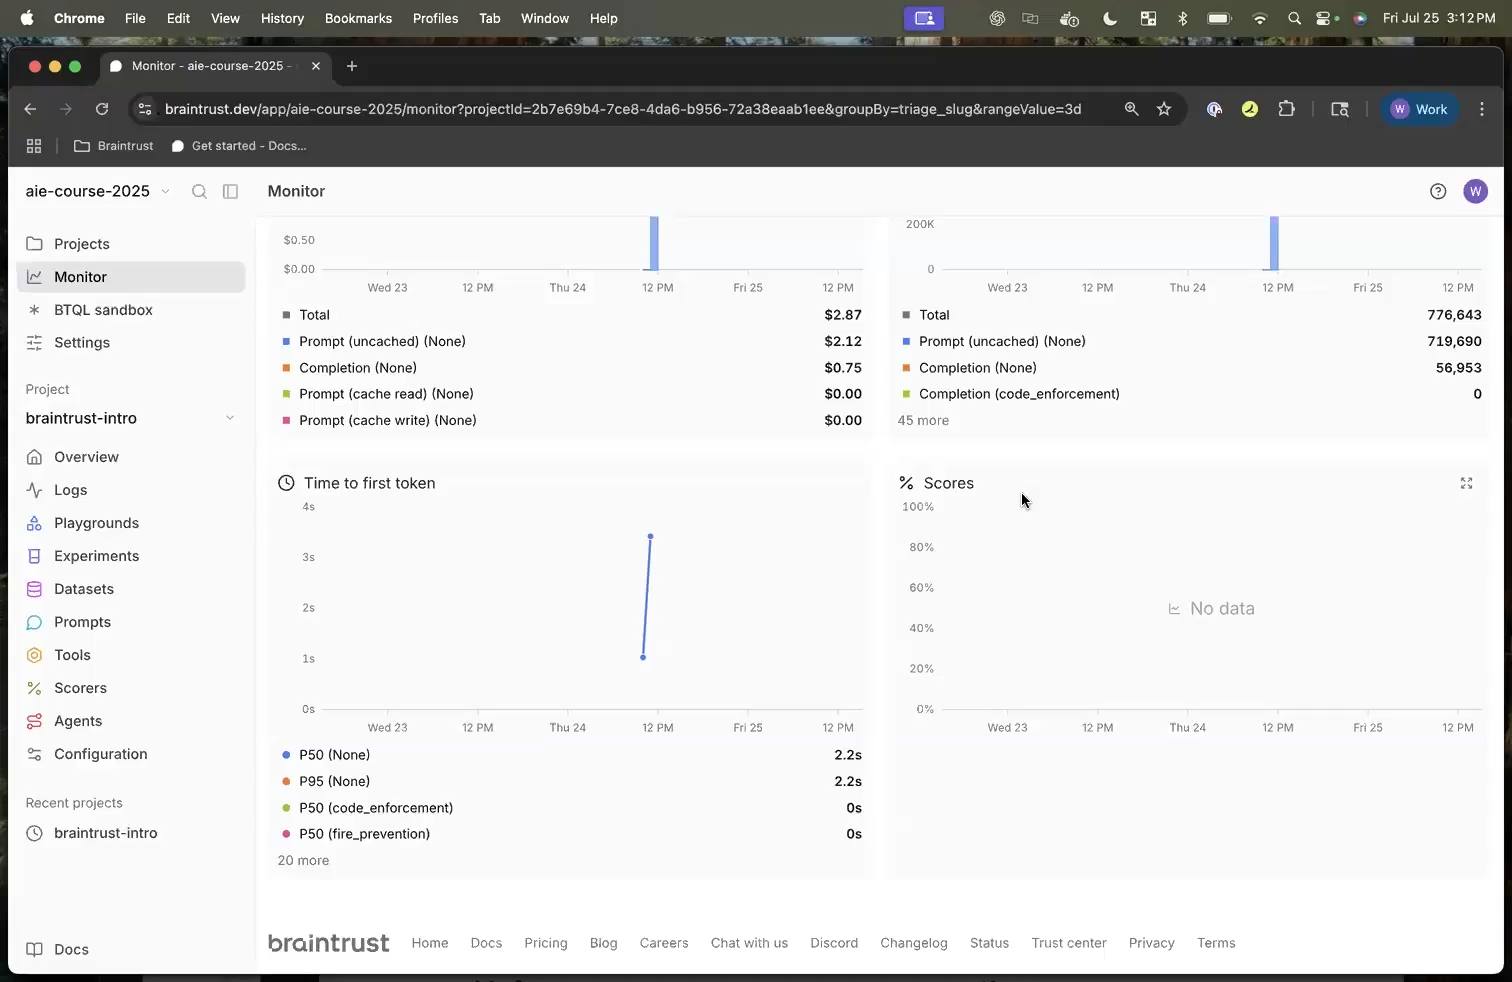 Chrome File Edit View History Bookmarks Profiles Tab Window Help Fri Jul 25 3:12 PM
Monitor - aie-course-2025 -
braintrust.dev/app/aie-course-2025/monitor?projectId=2b7e69b4-7ce8-4da6-b956-72a38eaab1ee&groupBy=triage_slug&rangeValue=3d W Work
Braintrust Get started - Docs...
aie-course-2025 Monitor W
Projects
Monitor
BTQL sandbox
Settings
Project
braintrust-intro
Overview
Logs
Playgrounds
Experiments
Datasets
Prompts
Tools
Scorers
Agents
Configuration
Recent projects
braintrust-intro
Docs
$0.50
$0.00
Wed 23 12 PM Thu 24 12 PM Fri 25 12 PM
Total $2.87
Prompt (uncached) (None) $2.12
Completion (None) $0.75
Prompt (cache read) (None) $0.00
Prompt (cache write) (None) $0.00
200K
0
Wed 23 12 PM Thu 24 12 PM Fri 25 12 PM
Total 776,643
Prompt (uncached) (None) 719,690
Completion (None) 56,953
Completion (code_enforcement) 0
45 more
Time to first token
4s
3s
2s
1s
0s
Wed 23 12 PM Thu 24 12 PM Fri 25 12 PM
P50 (None) 2.2s
P95 (None) 2.2s
P50 (code_enforcement) 0s
P50 (fire_prevention) 0s
20 more
% Scores
100%
80%
60%
No data
40%
20%
0%
Wed 23 12 PM Thu 24 12 PM Fri 25 12 PM
braintrust Home Docs Pricing Blog Careers Chat with us Discord Changelog Status Trust center Privacy Terms